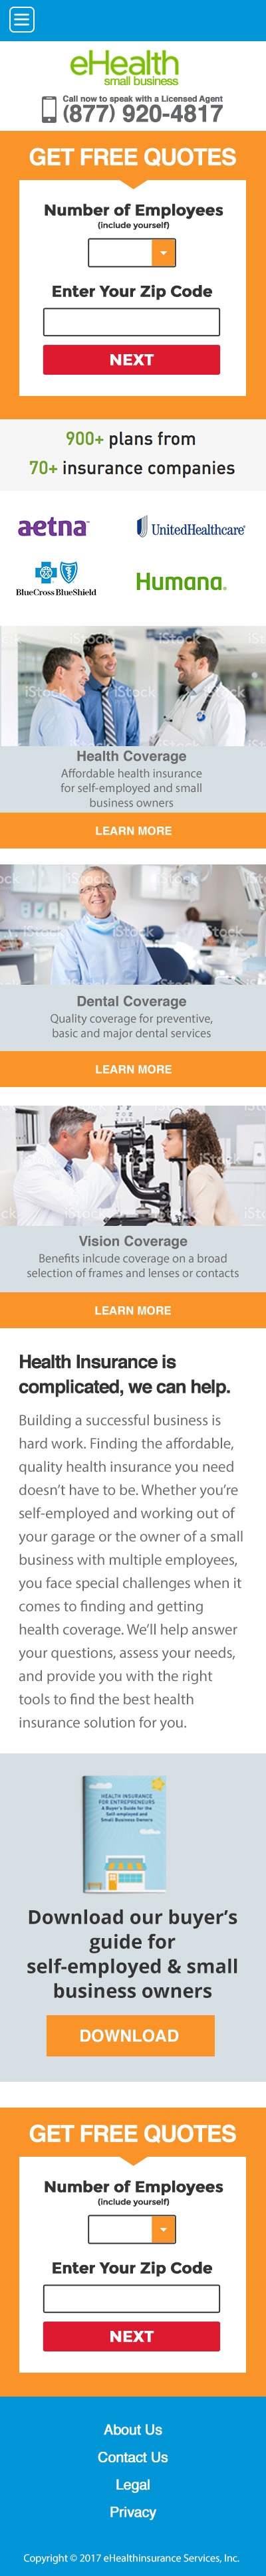 eHealth
small business
Call now to speak with a Licensed Agent
(877) 920-4817
GET FREE QUOTES
Number of Employees
(include yourself)
Enter Your Zip Code
NEXT
900+ plans from
70+ insurance companies
aetna
UnitedHealthcare
BlueCross BlueShield
Humana.
iStock
Health Coverage
Affordable health insurance
for self-employed and small
business owners
LEARN MORE
iStock
Dental Coverage
Quality coverage for preventive,
basic and major dental services
LEARN MORE
iStock
Vision Coverage
Benefits inlcude coverage on a broad
selection of frames and lenses or contacts
LEARN MORE
Health Insurance is
complicated, we can help.
Building a successful business is
hard work. Finding the affordable,
quality health insurance you need
doesn't have to be. Whether you're
self-employed and working out of
your garage or the owner of a small
business with multiple employees,
you face special challenges when it
comes to finding and getting
health coverage. We'll help answer
your questions, assess your needs,
and provide you with the right
tools to find the best health
insurance solution for you.
HEALTH INSURANCE
FOR ENTREPRENEURS
A Buyer's Guide for the
Self-employed and
Small Business Owners
Download our buyer's
guide for
self-employed & small
business owners
DOWNLOAD
GET FREE QUOTES
Number of Employees
(include yourself)
Enter Your Zip Code
NEXT
About Us
Contact Us
Legal
Privacy
Copyright © 2017 eHealthinsurance Services, Inc.